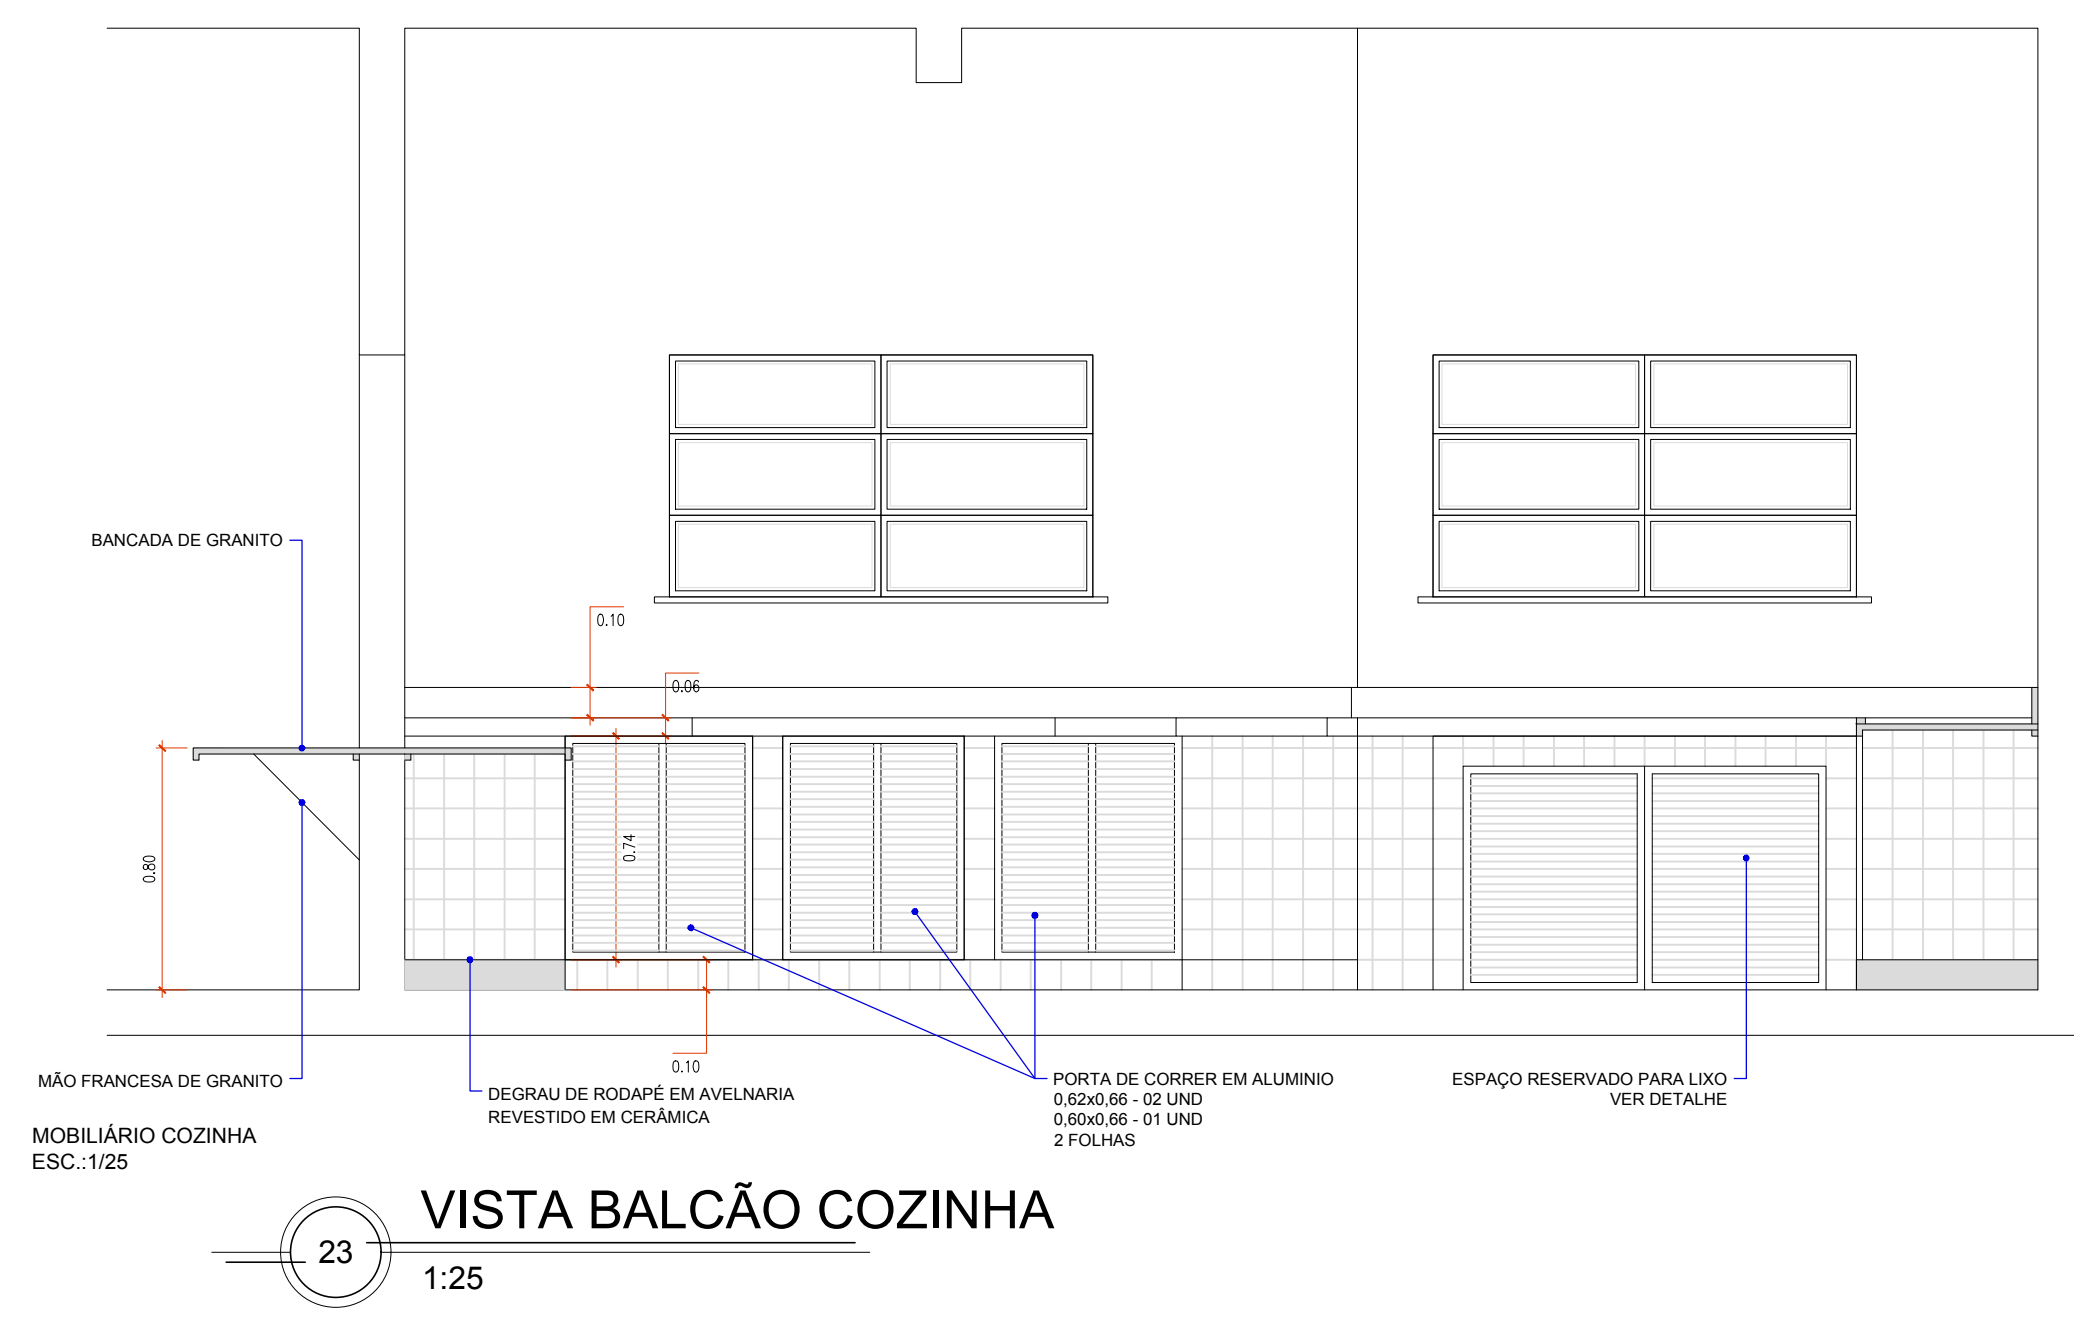 BANCADA DE GRANITO
0.10
0.06
0.74
0.80
0.10
MÃO FRANCESA DE GRANITO
DEGRAU DE RODAPÉ EM AVELNARIA
REVESTIDO EM CERÂMICA
PORTA DE CORRER EM ALUMINIO
0,62x0,66 - 02 UND
0,60x0,66 - 01 UND
2 FOLHAS
ESPAÇO RESERVADO PARA LIXO
VER DETALHE
MOBILIÁRIO COZINHA
ESC.:1/25
23
VISTA BALCÃO COZINHA
1:25